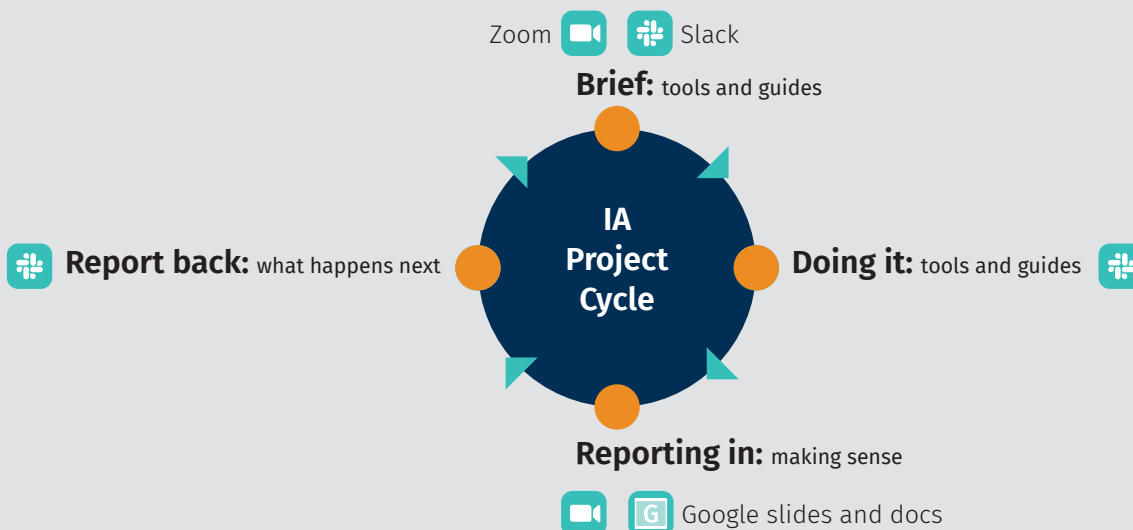 Zoom Slack
Brief: tools and guides
IA
Project
Cycle
Report back: what happens next
Doing it: tools and guides
Reporting in: making sense
G Google slides and docs